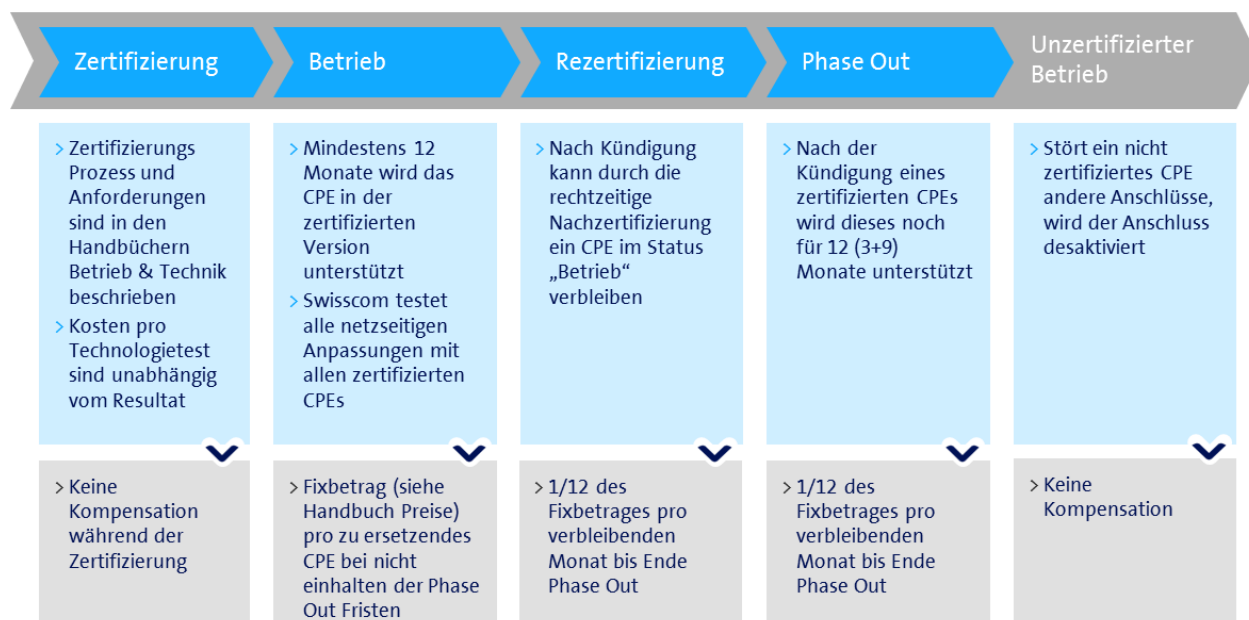 Zertifizierung
Betrieb
Rezertifizierung
Phase Out
Unzertifizierter
Betrieb
> Zertifizierungs
Prozess und
Anforderungen
sind in den
Handbüchern
Betrieb & Technik
beschrieben
> Kosten pro
Technologietest
sind unabhängig
vom Resultat
> Mindestens 12
Monate wird das
CPE in der
zertifizierten
Version
unterstützt
> Swisscom testet
alle netzseitigen
Anpassungen mit
allen zertifizierten
CPEs
> Nach Kündigung
kann durch die
rechtzeitige
Nachzertifizierung
ein CPE im Status
„Betrieb“
verbleiben
> Nach der
Kündigung eines
zertifizierten CPEs
wird dieses noch
für 12 (3+9)
Monate unterstützt
> Stört ein nicht
zertifiziertes CPE
andere Anschlüsse,
wird der Anschluss
desaktiviert
> Keine
Kompensation
während der
Zertifizierung
> Fixbetrag (siehe
Handbuch Preise)
pro zu ersetzendes
CPE bei nicht
einhalten der Phase
Out Fristen
> 1/12 des
Fixbetrages pro
verbleibenden
Monat bis Ende
Phase Out
> 1/12 des
Fixbetrages pro
verbleibenden
Monat bis Ende
Phase Out
> Keine
Kompensation